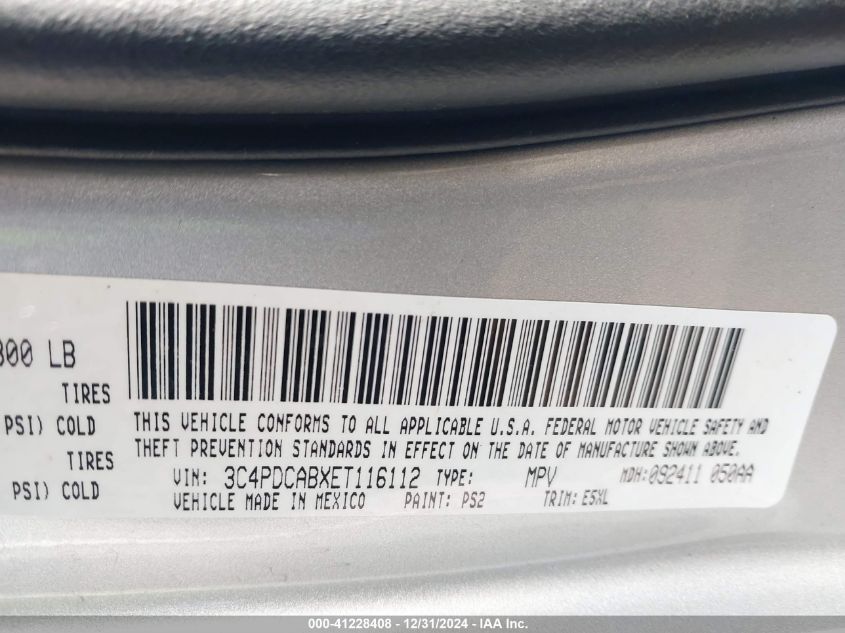 800 LB
TIRES
PSI) COLD
TIRES
PSI) COLD
THIS VEHICLE CONFORMS TO ALL APPLICABLE U.S.A. FEDERAL MOTOR VEHICLE SAFETY AND
THEFT PREVENTION STANDARDS IN EFFECT ON THE DATE OF MANUFACTURE SHOWN ABOVE.
VIN: 3C4PDCABXET116112 TYPE: MPV MDH:092411 050AA
VEHICLE MADE IN MEXICO PAINT: PS2 TRIM: E5XL
000-41228408 - 12/31/2024 - IAA Inc.